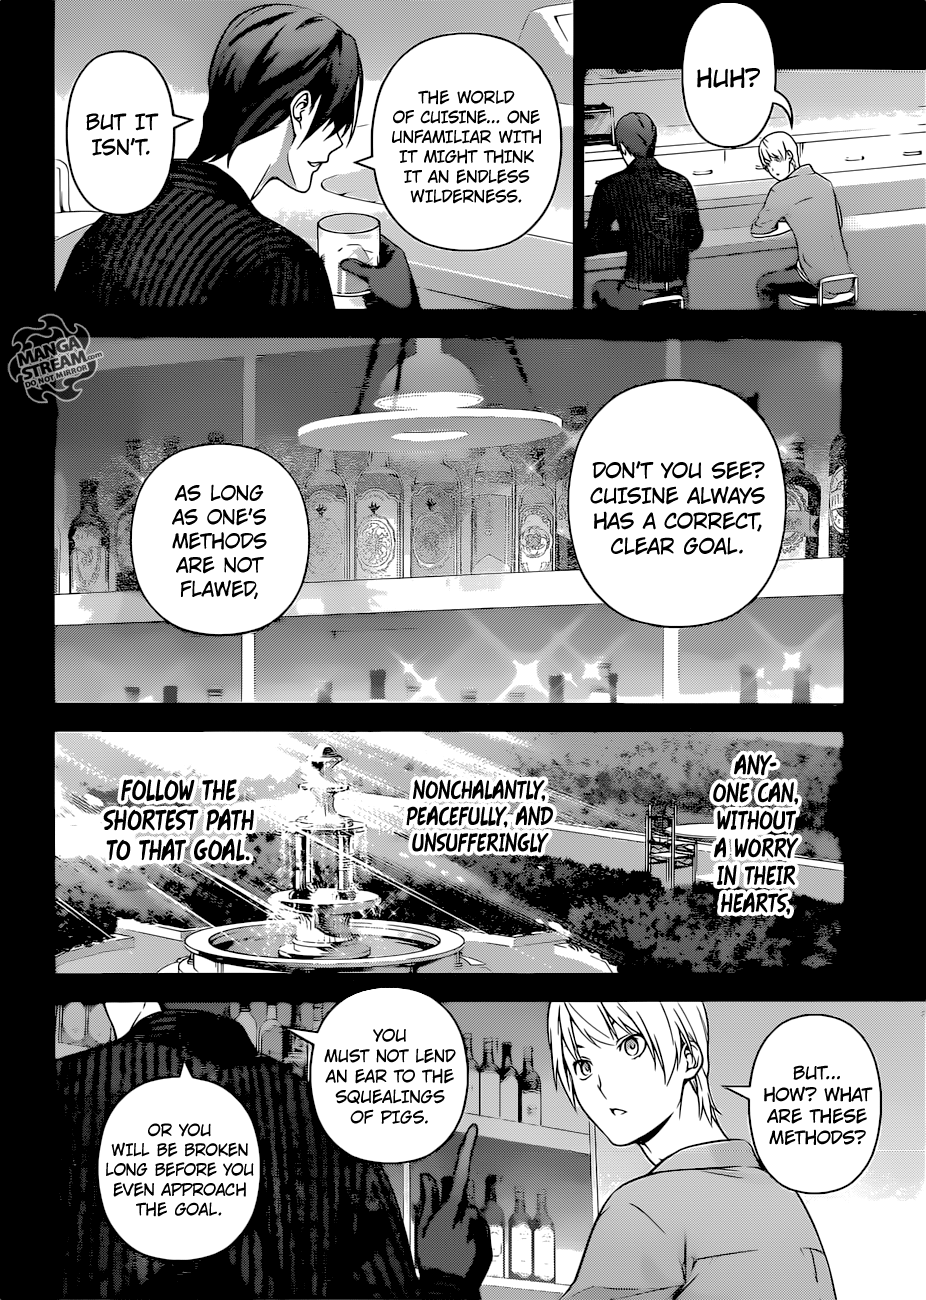 HUH?
THE WORLD
OF CUISINE... ONE
UNFAMILIAR WITH
IT MIGHT THINK
IT AN ENDLESS
WILDERNESS.
BUT IT
ISN'T.
MANGA
STREAM.com
DO NOT MIRROR
DON'T YOU SEE?
CUISINE ALWAYS
HAS A CORRECT,
CLEAR GOAL.
AS LONG
AS ONE'S
METHODS
ARE NOT
FLAWED,
ANY-
ONE CAN,
WITHOUT
A WORRY
IN THEIR
HEARTS,
NONCHALANTLY,
PEACEFULLY, AND
UNSUFFERINGLY
FOLLOW THE
SHORTEST PATH
TO THAT GOAL.
BUT...
HOW? WHAT
ARE THESE
METHODS?
YOU
MUST NOT LEND
AN EAR TO THE
SQUEALINGS
OF PIGS.
OR YOU
WILL BE BROKEN
LONG BEFORE YOU
EVEN APPROACH
THE GOAL.